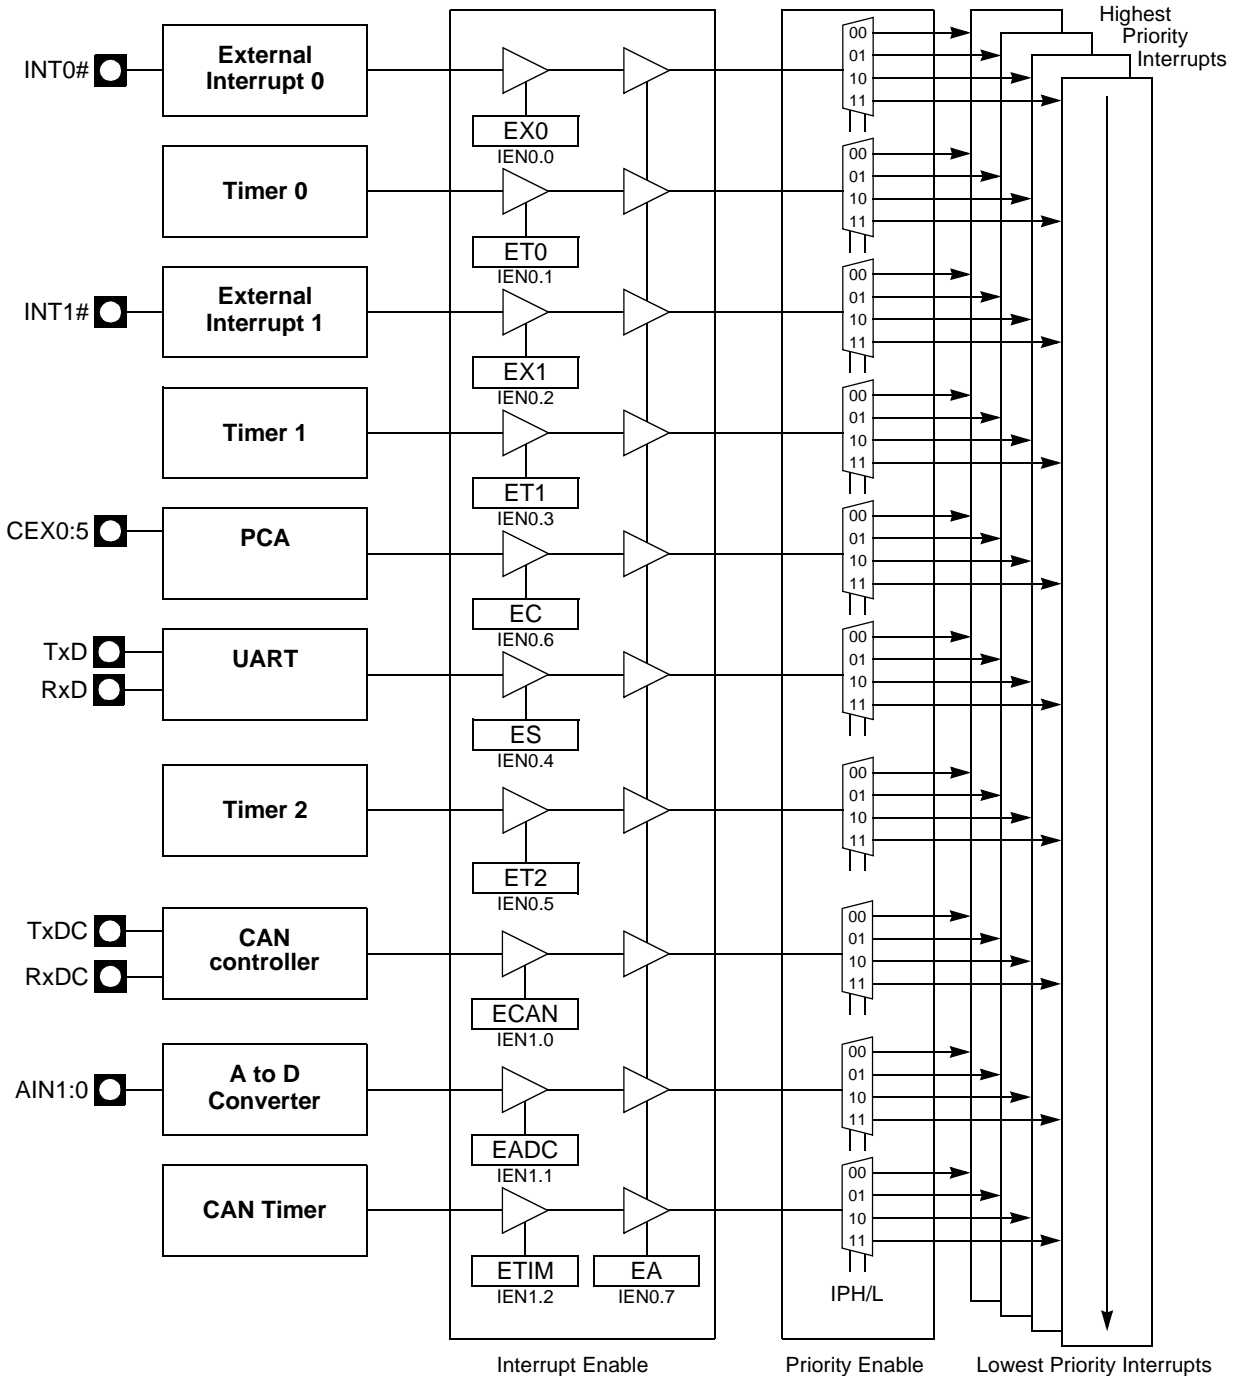 Highest
Priority
Interrupts
INT0#
External
Interrupt 0
EX0
IEN0.0
00
01
10
11
Timer 0
ET0
IEN0.1
00
01
10
11
INT1#
External
Interrupt 1
EX1
IEN0.2
00
01
10
11
Timer 1
ET1
IEN0.3
00
01
10
11
CEX0:5
PCA
EC
IEN0.6
00
01
10
11
TxD
RxD
UART
ES
IEN0.4
00
01
10
11
Timer 2
ET2
IEN0.5
00
01
10
11
TxDC
RxDC
CAN
controller
ECAN
IEN1.0
00
01
10
11
AIN1:0
A to D
Converter
EADC
IEN1.1
00
01
10
11
CAN Timer
ETIM
IEN1.2
EA
IEN0.7
00
01
10
11
IPH/L
Interrupt Enable
Priority Enable
Lowest Priority Interrupts